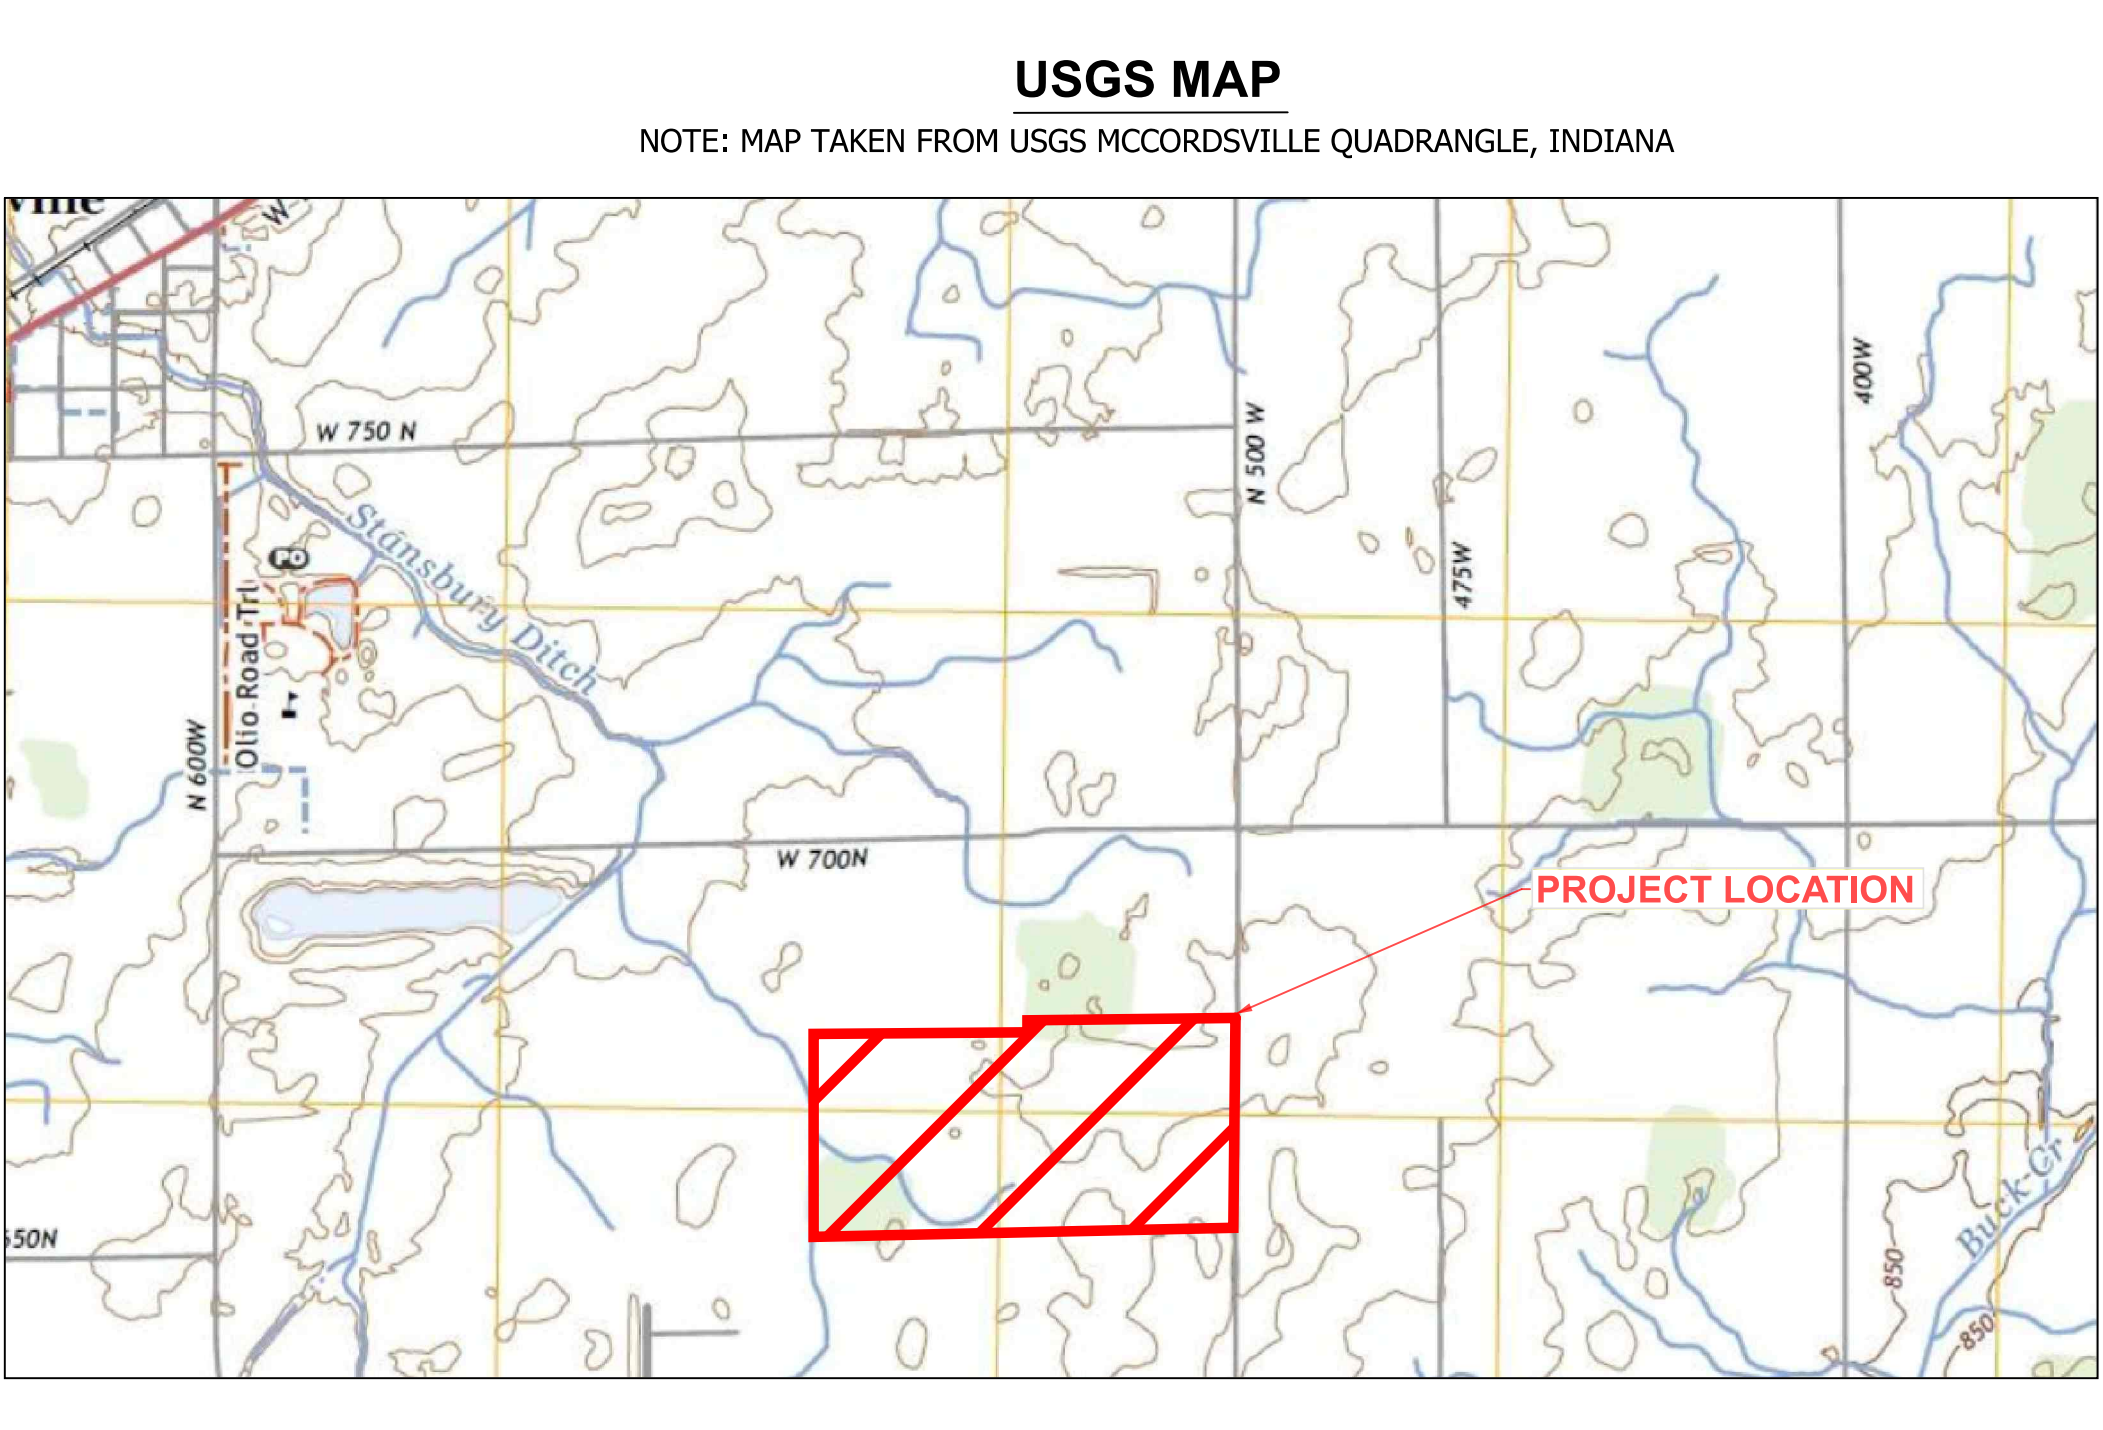 USGS MAP
NOTE: MAP TAKEN FROM USGS MCCORDSVILLE QUADRANGLE, INDIANA
W
W 750 N
N 500 W
400W
475W
PO
Stansbury Ditch
Olio Road Trl
N 600W
W 700N
PROJECT LOCATION
650N
Buck Cr
850
850